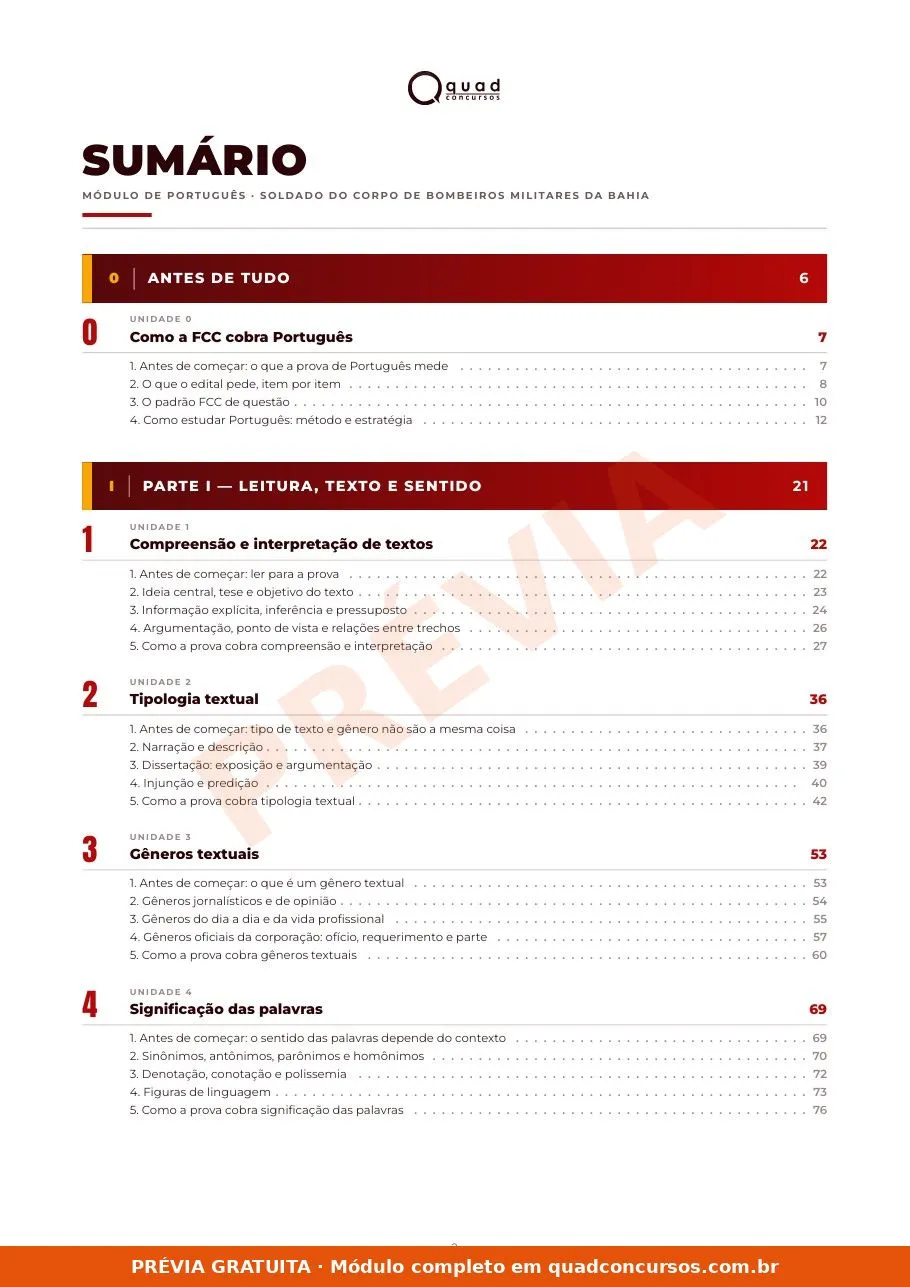 quad
concursos
SUMÁRIO
MÓDULO DE PORTUGUÊS · SOLDADO DO CORPO DE BOMBEIROS MILITARES DA BAHIA
0 ANTES DE TUDO 6
UNIDADE 0
0 Como a FCC cobra Português 7
1. Antes de começar: o que a prova de Português mede 7
2. O que o edital pede, item por item 8
3. O padrão FCC de questão 10
4. Como estudar Português: método e estratégia 12
I PARTE I — LEITURA, TEXTO E SENTIDO 21
UNIDADE 1
1 Compreensão e interpretação de textos 22
1. Antes de começar: ler para a prova 22
2. Ideia central, tese e objetivo do texto 23
3. Informação explícita, inferência e pressuposto 24
4. Argumentação, ponto de vista e relações entre trechos 26
5. Como a prova cobra compreensão e interpretação 27
UNIDADE 2
2 Tipologia textual 36
1. Antes de começar: tipo de texto e gênero não são a mesma coisa 36
2. Narração e descrição 37
3. Dissertação: exposição e argumentação 39
4. Injunção e predição 40
5. Como a prova cobra tipologia textual 42
UNIDADE 3
3 Gêneros textuais 53
1. Antes de começar: o que é um gênero textual 53
2. Gêneros jornalísticos e de opinião 54
3. Gêneros do dia a dia e da vida profissional 55
4. Gêneros oficiais da corporação: ofício, requerimento e parte 57
5. Como a prova cobra gêneros textuais 60
UNIDADE 4
4 Significação das palavras 69
1. Antes de começar: o sentido das palavras depende do contexto 69
2. Sinônimos, antônimos, parônimos e homônimos 70
3. Denotação, conotação e polissemia 72
4. Figuras de linguagem 73
5. Como a prova cobra significação das palavras 76
PRÉVIA
PRÉVIA GRATUITA · Módulo completo em quadconcursos.com.br